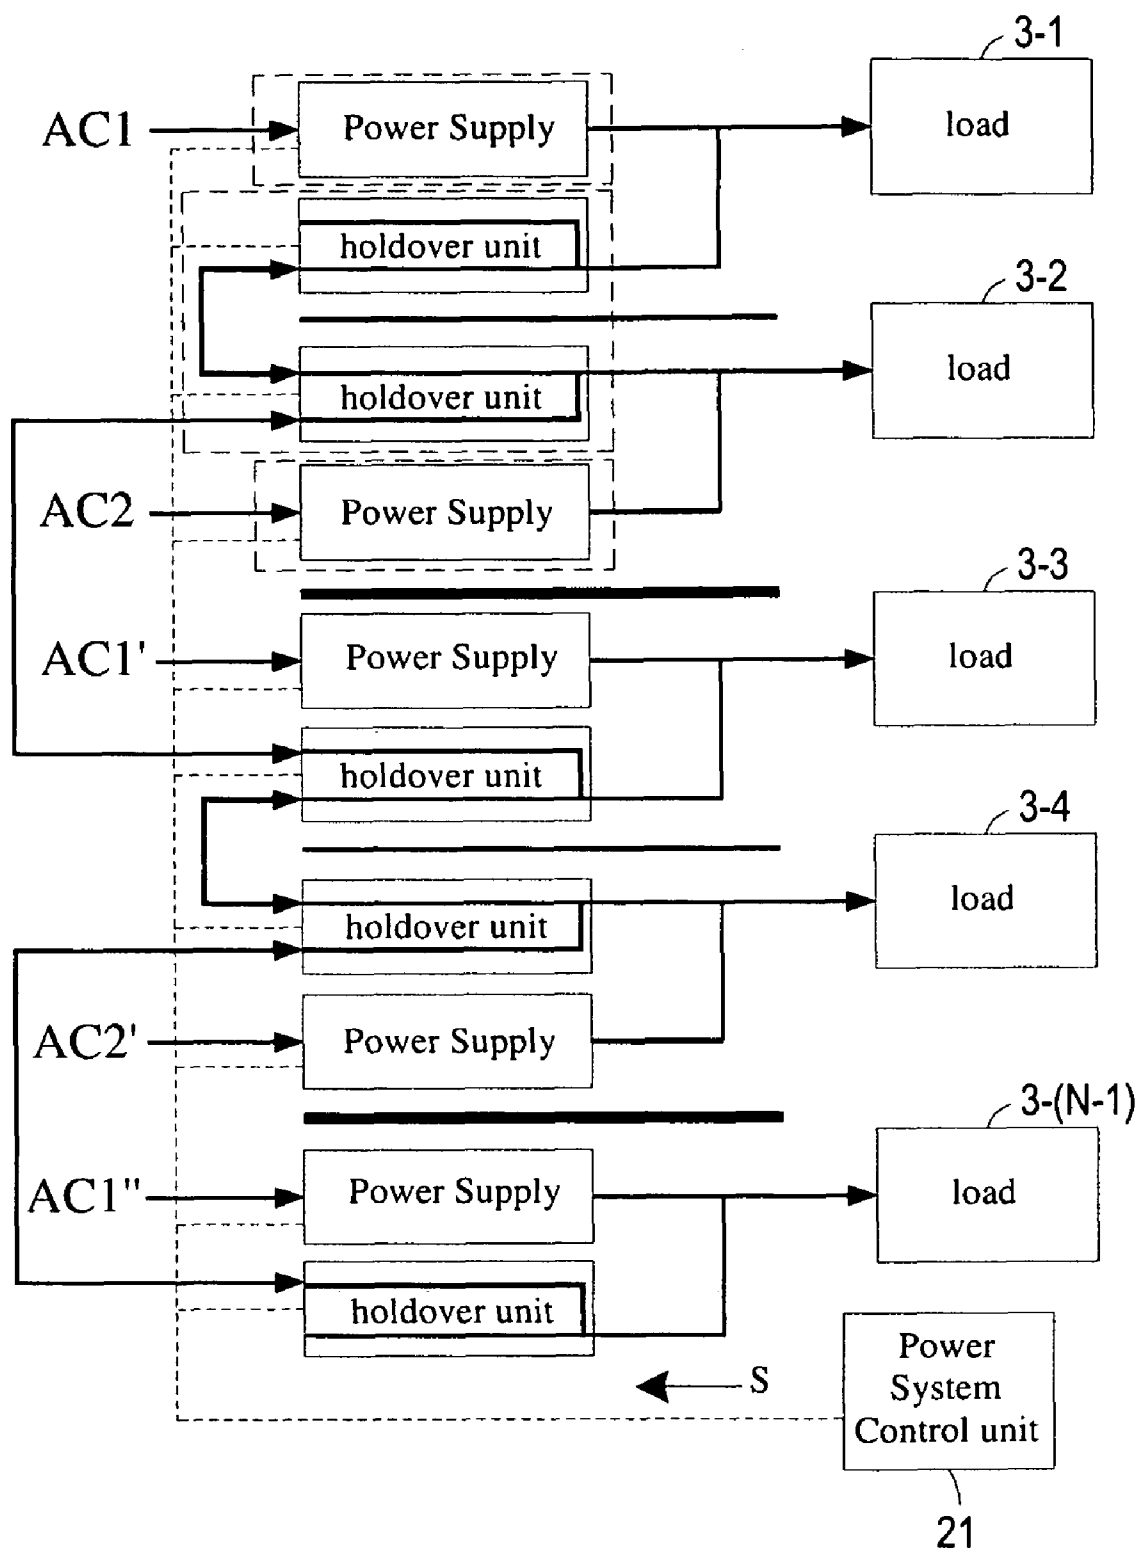 3-1
AC1
Power Supply
load
holdover unit
3-2
holdover unit
load
AC2
Power Supply
3-3
AC1'
Power Supply
load
holdover unit
3-4
holdover unit
load
AC2'
Power Supply
3-(N-1)
AC1"
Power Supply
load
holdover unit
S
Power
System
Control unit
21